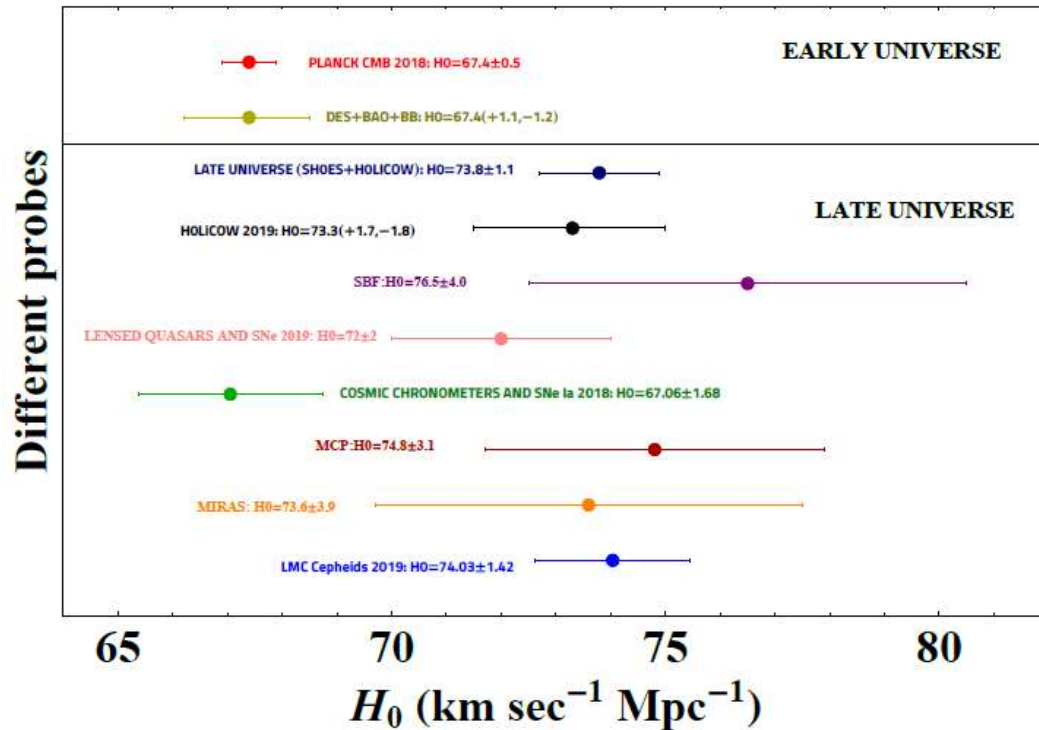 EARLY UNIVERSE
PLANCK CMB 2018: H0=67.4±0.5
DES+BAO+BB: H0=67.4(+1.1,−1.2)
LATE UNIVERSE (SH0ES+H0LICOW): H0=73.8±1.1
LATE UNIVERSE
H0LiCOW 2019: H0=73.3(+1.7,−1.8)
SBF:H0=76.5±4.0
LENSED QUASARS AND SNe 2019: H0=72±2
COSMIC CHRONOMETERS AND SNe Ia 2018: H0=67.06±1.68
MCP:H0=74.8±3.1
MIRAS: H0=73.6±3.9
LMC Cepheids 2019: H0=74.03±1.42
Different probes
65 70 75 80
H₀ (km sec⁻¹ Mpc⁻¹)